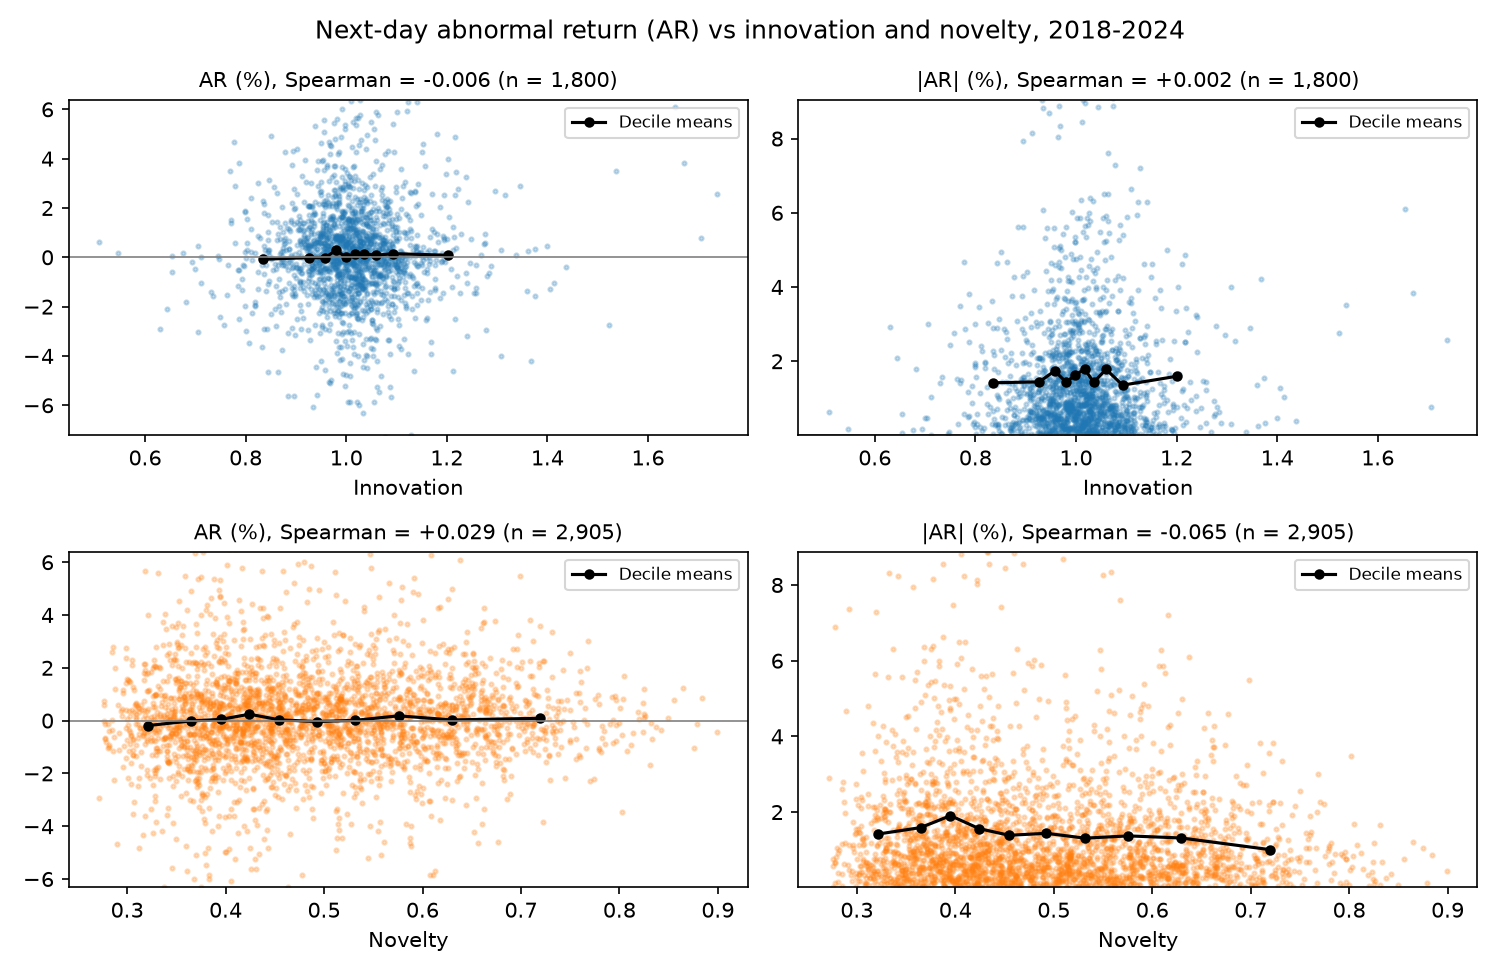 Next-day abnormal return (AR) vs innovation and novelty, 2018-2024
AR (%), Spearman = -0.006 (n = 1,800)
6
4
2
0
−2
−4
−6
Decile means
0.6 0.8 1.0 1.2 1.4 1.6
Innovation
|AR| (%), Spearman = +0.002 (n = 1,800)
8
6
4
2
Decile means
0.6 0.8 1.0 1.2 1.4 1.6
Innovation
AR (%), Spearman = +0.029 (n = 2,905)
6
4
2
0
−2
−4
−6
Decile means
0.3 0.4 0.5 0.6 0.7 0.8 0.9
Novelty
|AR| (%), Spearman = -0.065 (n = 2,905)
8
6
4
2
Decile means
0.3 0.4 0.5 0.6 0.7 0.8 0.9
Novelty